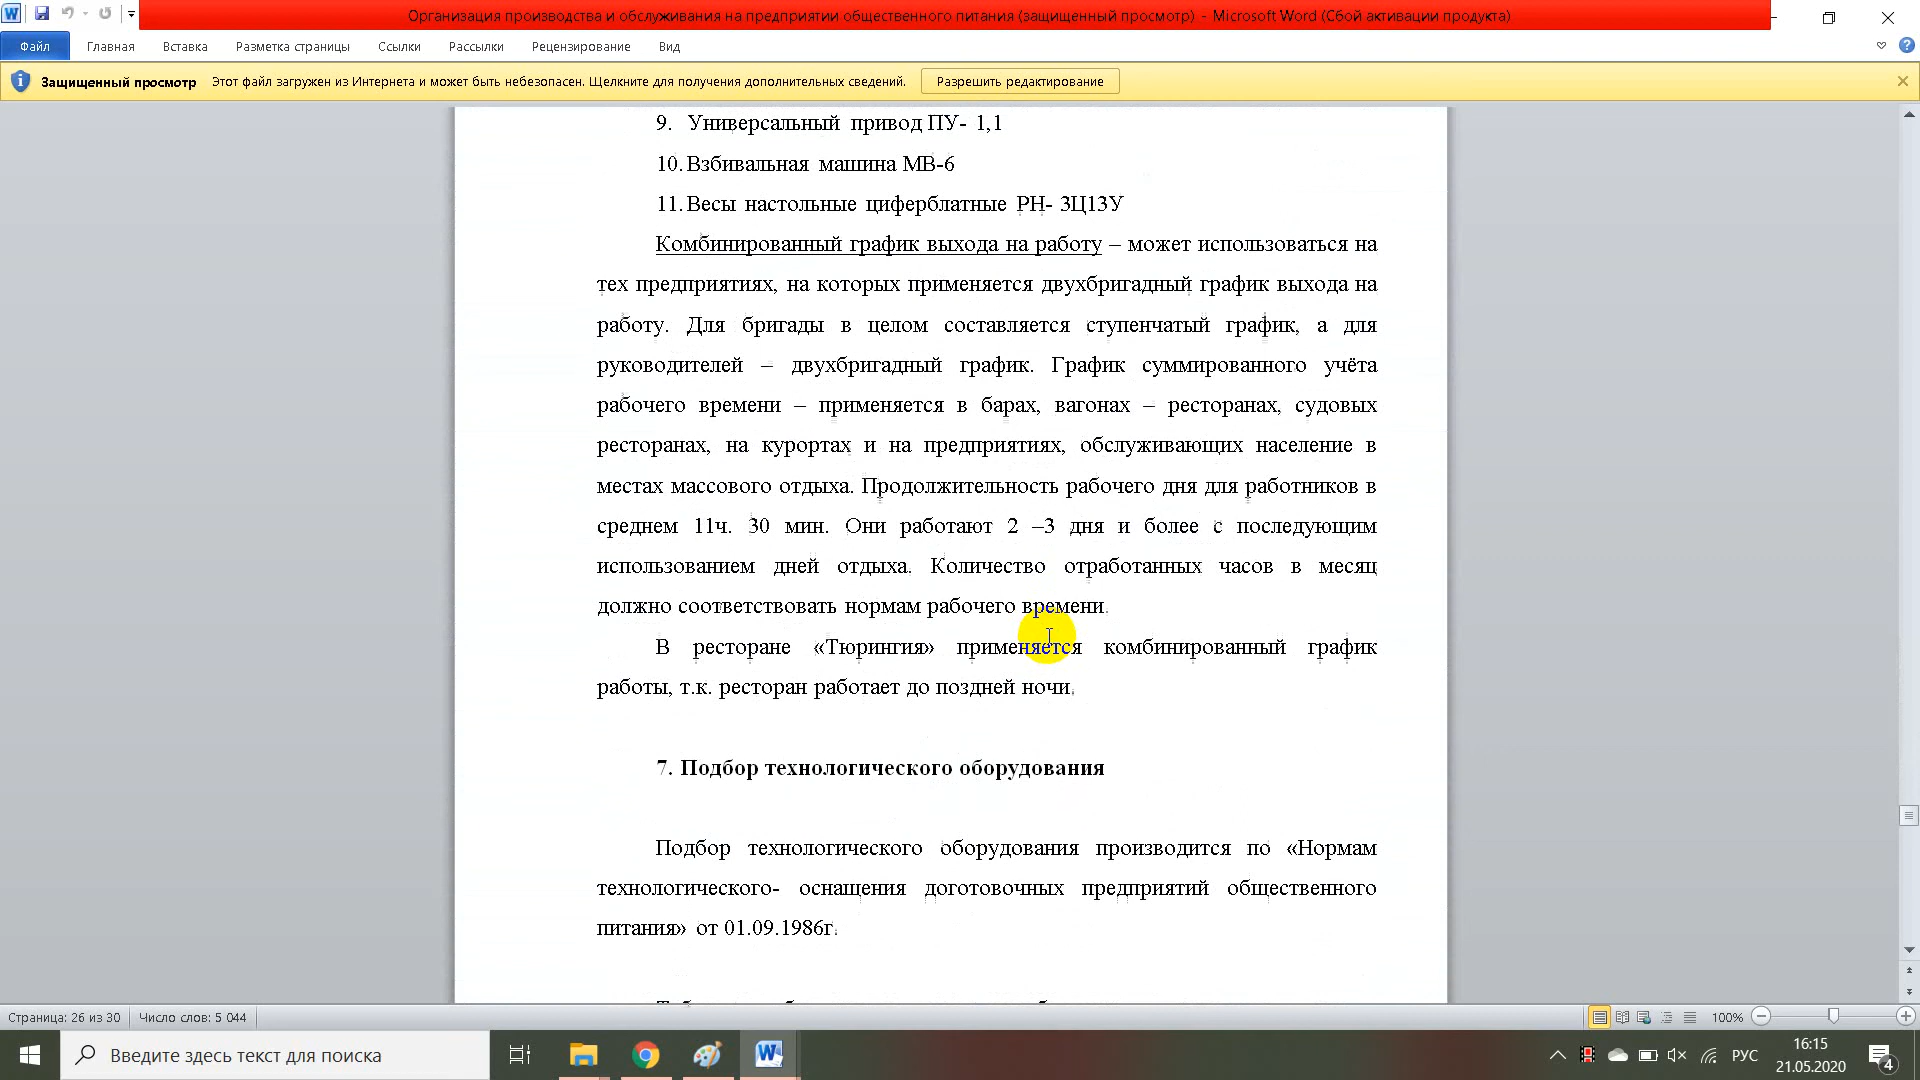 Организация производства и обслуживания на предприятии общественного питания (защищенный просмотр) - Microsoft Word (Сбой активации продукта)
Файл Главная Вставка Разметка страницы Ссылки Рассылки Рецензирование Вид
Защищенный просмотр Этот файл загружен из Интернета и может быть небезопасен. Щелкните для получения дополнительных сведений. Разрешить редактирование
9. Универсальный привод ПУ- 1,1
10. Взбивальная машина МВ-6
11. Весы настольные циферблатные РН- 3Ц13У
Комбинированный график выхода на работу – может использоваться на
тех предприятиях, на которых применяется двухбригадный график выхода на
работу. Для бригады в целом составляется ступенчатый график, а для
руководителей – двухбригадный график. График суммированного учёта
рабочего времени – применяется в барах, вагонах – ресторанах, судовых
ресторанах, на курортах и на предприятиях, обслуживающих население в
местах массового отдыха. Продолжительность рабочего дня для работников в
среднем 11ч. 30 мин. Они работают 2 –3 дня и более с последующим
использованием дней отдыха. Количество отработанных часов в месяц
должно соответствовать нормам рабочего времени.
В ресторане «Тюрингия» применяется комбинированный график
работы, т.к. ресторан работает до поздней ночи.
7. Подбор технологического оборудования
Подбор технологического оборудования производится по «Нормам
технологического- оснащения доготовочных предприятий общественного
питания» от 01.09.1986г.
Страница: 26 из 30 Число слов: 5 044 100%
Введите здесь текст для поиска РУС 16:15
21.05.2020 4